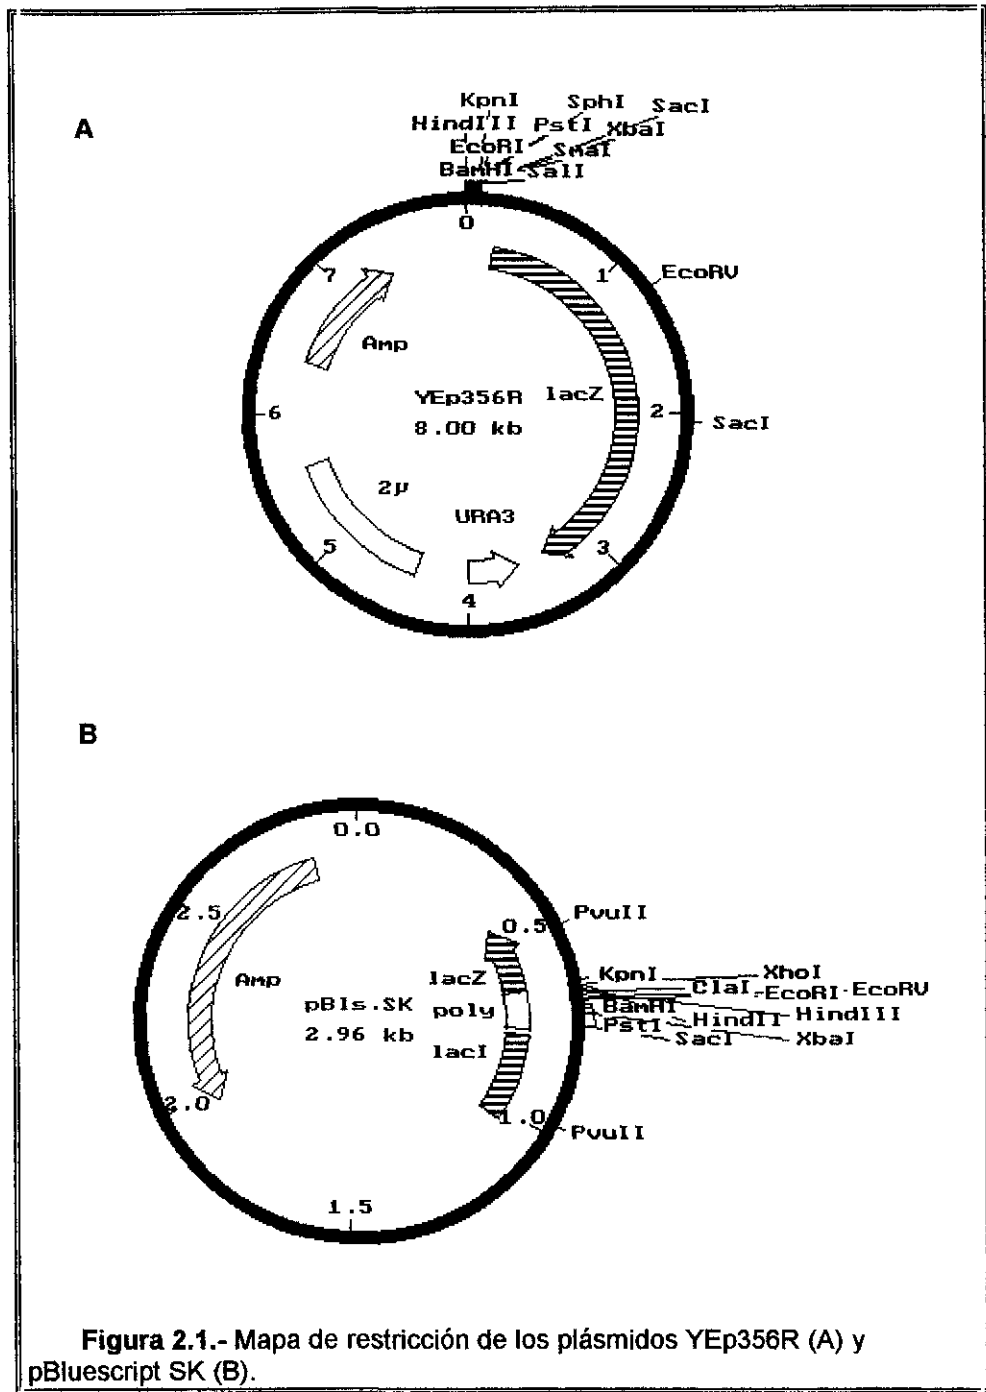 A
KpnI SphI SacI
HindIII PstI XbaI
EcoRI SmaI
BamHI SalI
0
7 1 EcoRV
Amp
YEp356R lacZ
6 2 SacI
8.00 kb
2μ
URA3
5 3
4
B
0.0
2.5 0.5 PvuII
KpnI XhoI
Amp lacZ ClaI EcoRI EcoRV
pBls.SK poly BamHI HindIII
2.96 kb PstI HindII
lacI SacI XbaI
2.0 1.0 PvuII
1.5
Figura 2.1.- Mapa de restricción de los plásmidos YEp356R (A) y
pBluescript SK (B).